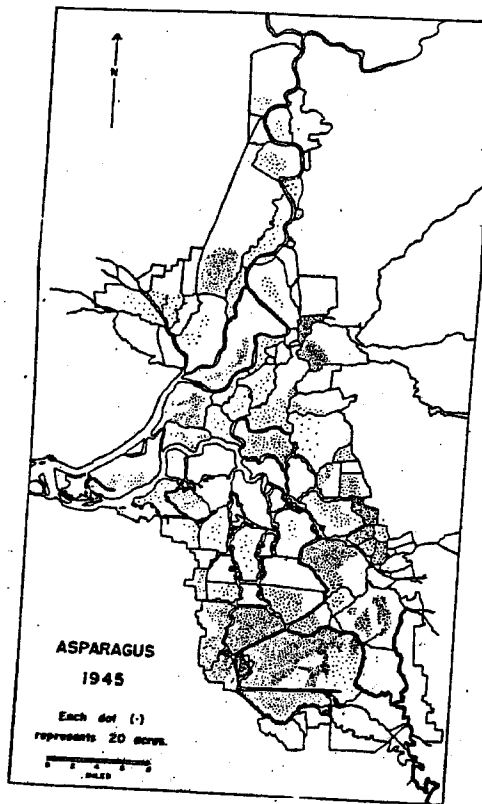 N
ASPARAGUS
1945
Each dot (·)
represents 20 acres.
MILES